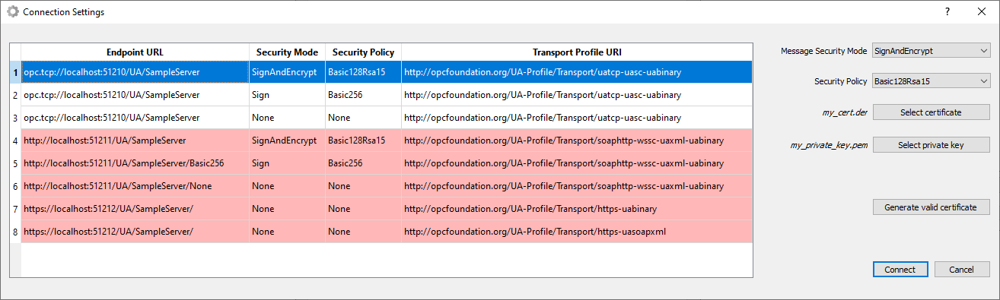 Connection Settings ?
Endpoint URL Security Mode Security Policy Transport Profile URI
1 opc.tcp://localhost:51210/UA/SampleServer SignAndEncrypt Basic128Rsa15 http://opcfoundation.org/UA-Profile/Transport/uatcp-uasc-uabinary
2 opc.tcp://localhost:51210/UA/SampleServer Sign Basic256 http://opcfoundation.org/UA-Profile/Transport/uatcp-uasc-uabinary
3 opc.tcp://localhost:51210/UA/SampleServer None None http://opcfoundation.org/UA-Profile/Transport/uatcp-uasc-uabinary
4 http://localhost:51211/UA/SampleServer SignAndEncrypt Basic128Rsa15 http://opcfoundation.org/UA-Profile/Transport/soaphttp-wssc-uaxml-uabinary
5 http://localhost:51211/UA/SampleServer/Basic256 Sign Basic256 http://opcfoundation.org/UA-Profile/Transport/soaphttp-wssc-uaxml-uabinary
6 http://localhost:51211/UA/SampleServer/None None None http://opcfoundation.org/UA-Profile/Transport/soaphttp-wssc-uaxml-uabinary
7 https://localhost:51212/UA/SampleServer/ None None http://opcfoundation.org/UA-Profile/Transport/https-uabinary
8 https://localhost:51212/UA/SampleServer/ None None http://opcfoundation.org/UA-Profile/Transport/https-uasoapxml
Message Security Mode SignAndEncrypt
Security Policy Basic128Rsa15
my_cert.der Select certificate
my_private_key.pem Select private key
Generate valid certificate
Connect Cancel